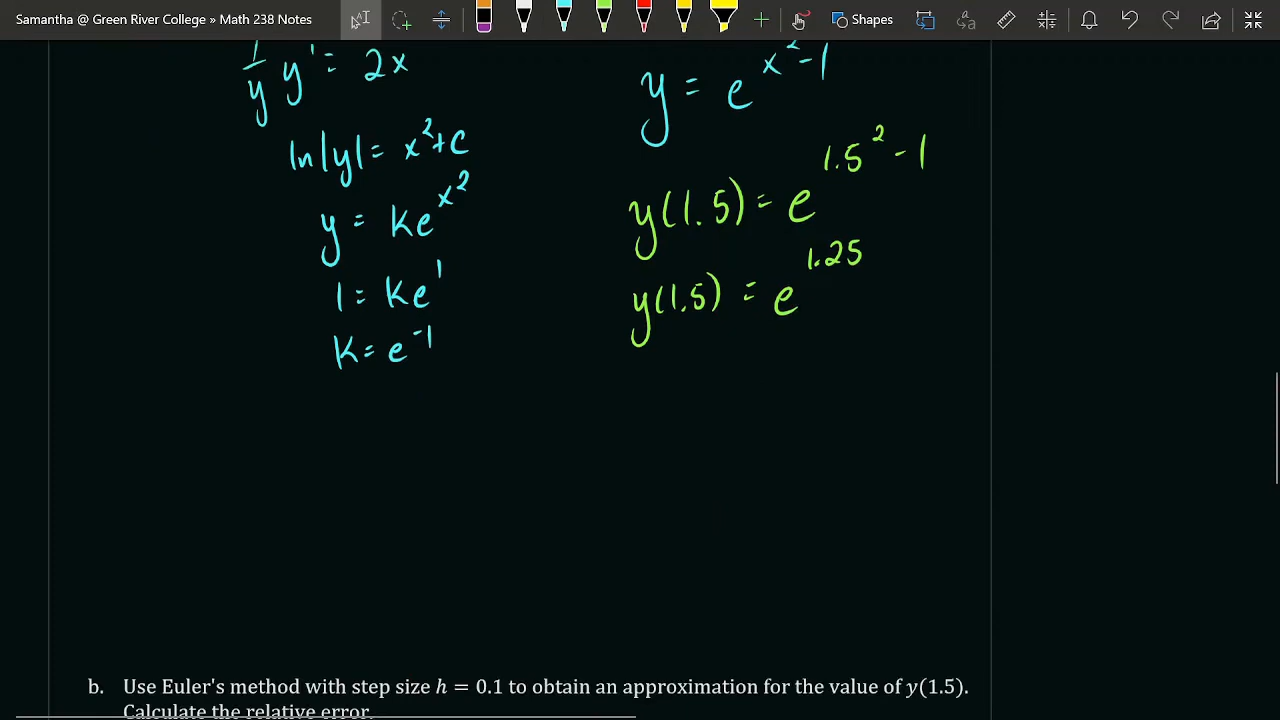 Samantha @ Green River College » Math 238 Notes
Shapes
1/y y' = 2x
ln|y| = x²+c
y = ke^x²
1 = ke^1
k = e^-1
y = e^x²-1
y(1.5) = e^1.5²-1
y(1.5) = e^1.25
b. Use Euler's method with step size h = 0.1 to obtain an approximation for the value of y(1.5).
Calculate the relative error.